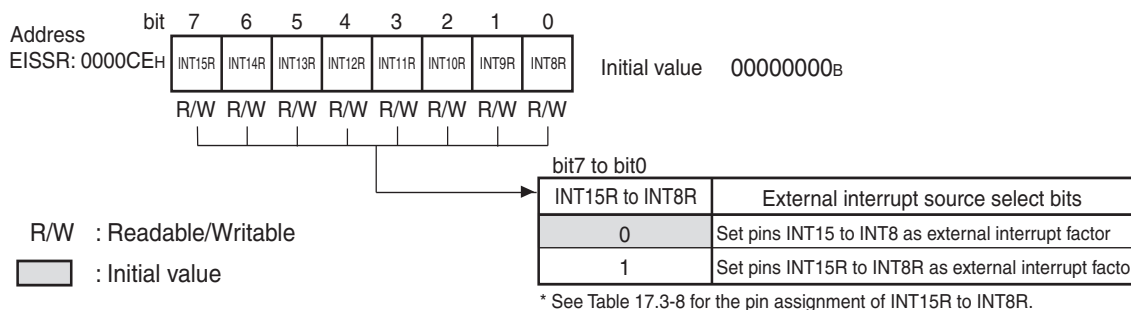 bit 7 6 5 4 3 2 1 0
Address
EISSR: 0000CEH INT15R INT14R INT13R INT12R INT11R INT10R INT9R INT8R Initial value 00000000B
R/W R/W R/W R/W R/W R/W R/W R/W
bit7 to bit0
INT15R to INT8R External interrupt source select bits
0 Set pins INT15 to INT8 as external interrupt factor
1 Set pins INT15R to INT8R as external interrupt facto
R/W : Readable/Writable
: Initial value
* See Table 17.3-8 for the pin assignment of INT15R to INT8R.